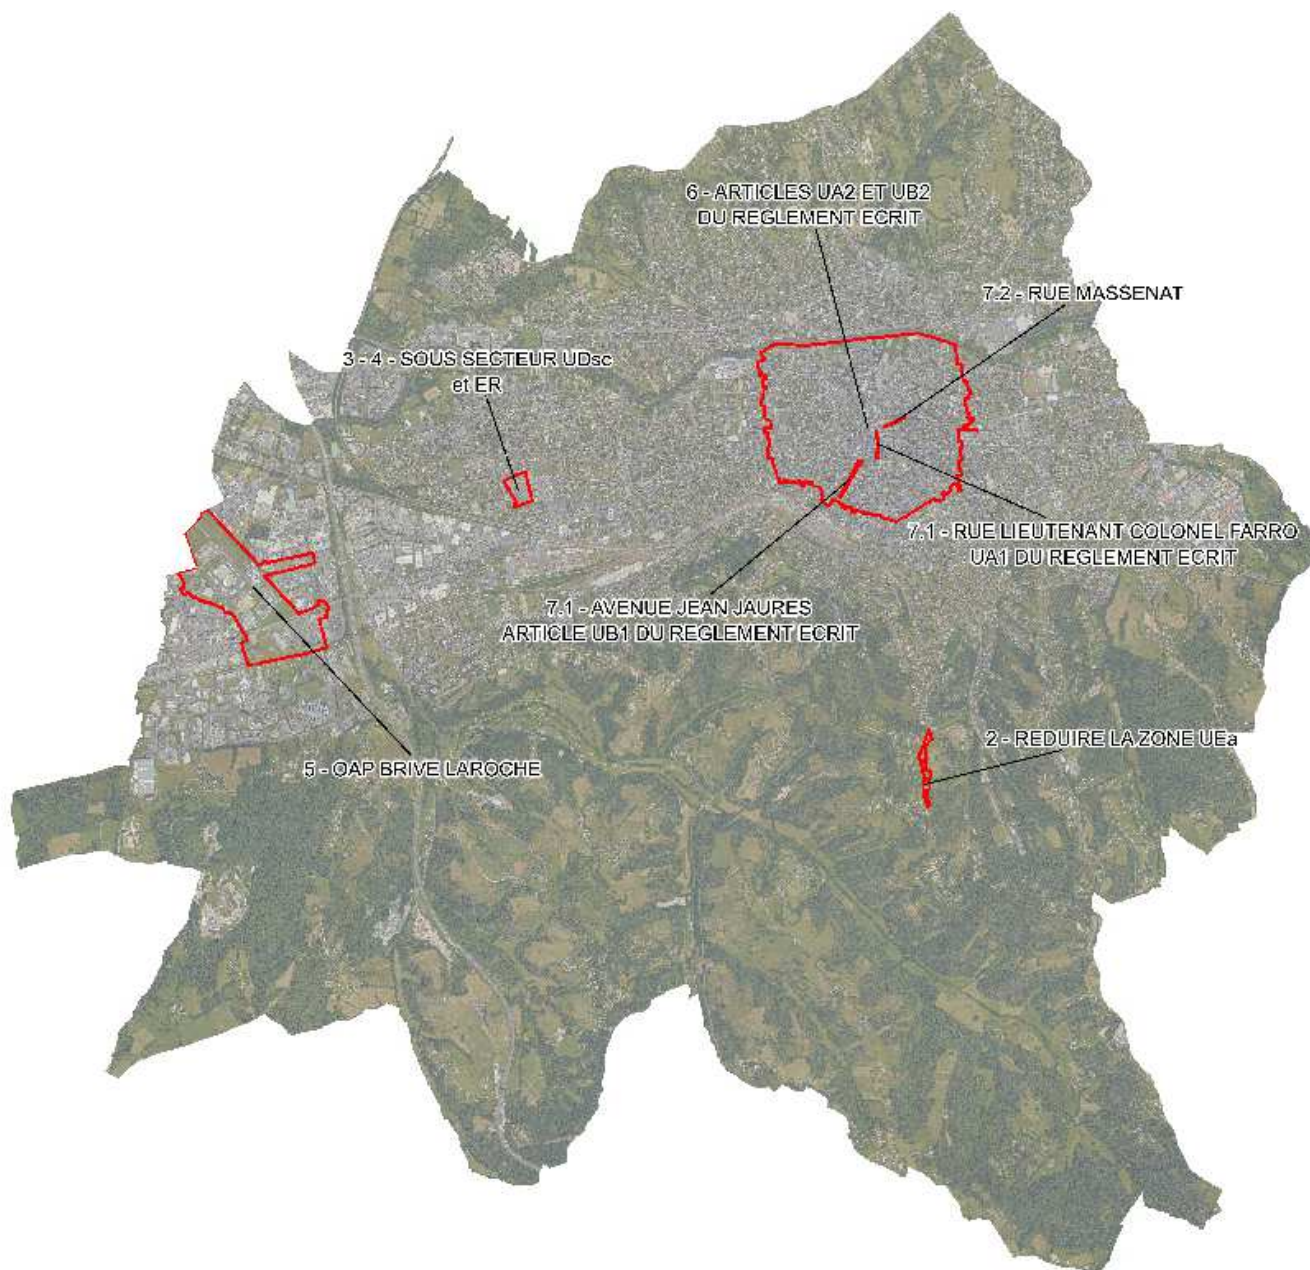 6 - ARTICLES UA2 ET UB2
DU REGLEMENT ECRIT
7.2 - RUE MASSENAT
3 - 4 - SOUS SECTEUR UDsc
et ER
7.1 - RUE LIEUTENANT COLONEL FARRO
UA1 DU REGLEMENT ECRIT
7.1 - AVENUE JEAN JAURES
ARTICLE UB1 DU REGLEMENT ECRIT
2 - REDUIRE LA ZONE UEa
5 - OAP BRIVE LAROCHE